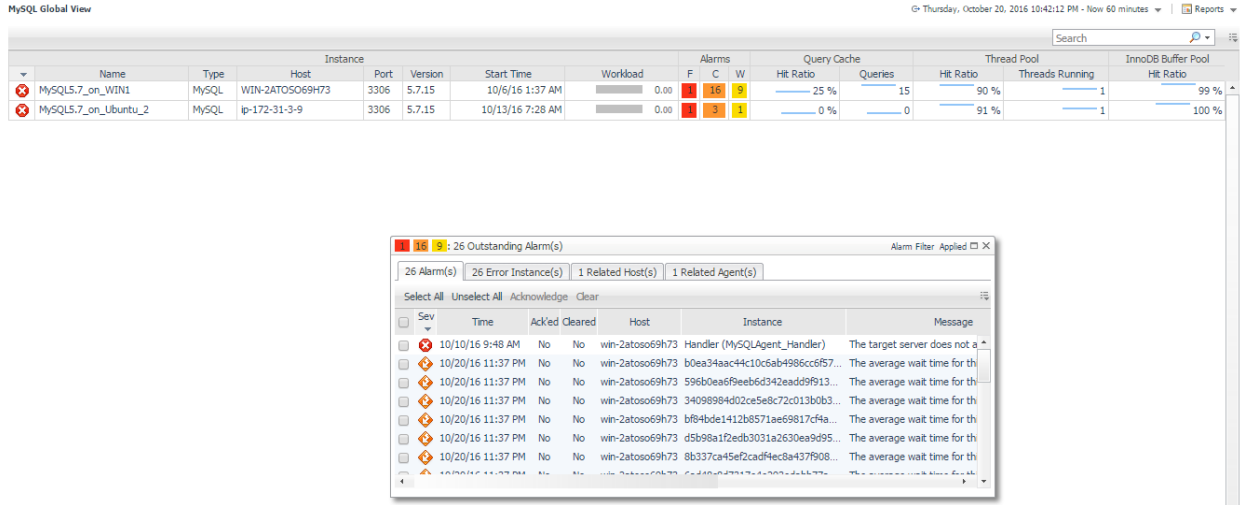 MySQL Global View
Thursday, October 20, 2016 10:42:12 PM - Now 60 minutes Reports
Search
Instance Alarms Query Cache Thread Pool InnoDB Buffer Pool
Name Type Host Port Version Start Time Workload F C W Hit Ratio Queries Hit Ratio Threads Running Hit Ratio
MySQL5.7_on_WIN1 MySQL WIN-2ATOSO69H73 3306 5.7.15 10/6/16 1:37 AM 0.00 1 16 9 25 % 15 90 % 1 99 %
MySQL5.7_on_Ubuntu_2 MySQL ip-172-31-3-9 3306 5.7.15 10/13/16 7:28 AM 0.00 1 3 1 0 % 0 91 % 1 100 %
1 16 9 : 26 Outstanding Alarm(s) Alarm Filter Applied
26 Alarm(s) 26 Error Instance(s) 1 Related Host(s) 1 Related Agent(s)
Select All Unselect All Acknowledge Clear
Sev Time Ack'ed Cleared Host Instance Message
10/10/16 9:48 AM No No win-2atoso69h73 Handler (MySQLAgent_Handler) The target server does not a
10/20/16 11:37 PM No No win-2atoso69h73 b0ea34aac44c10c6ab4986cc6f57... The average wait time for th
10/20/16 11:37 PM No No win-2atoso69h73 596b0ea6f9eeb6d342eadd9f913... The average wait time for thi
10/20/16 11:37 PM No No win-2atoso69h73 34098984d02ce5e8c72c013b0b3... The average wait time for thi
10/20/16 11:37 PM No No win-2atoso69h73 bf84bde1412b8571ae69817cf4a... The average wait time for thi
10/20/16 11:37 PM No No win-2atoso69h73 d5b98a1f2edb3031a2630ea9d95... The average wait time for thi
10/20/16 11:37 PM No No win-2atoso69h73 8b337ca45ef2cadf4ec8a437f908... The average wait time for thi